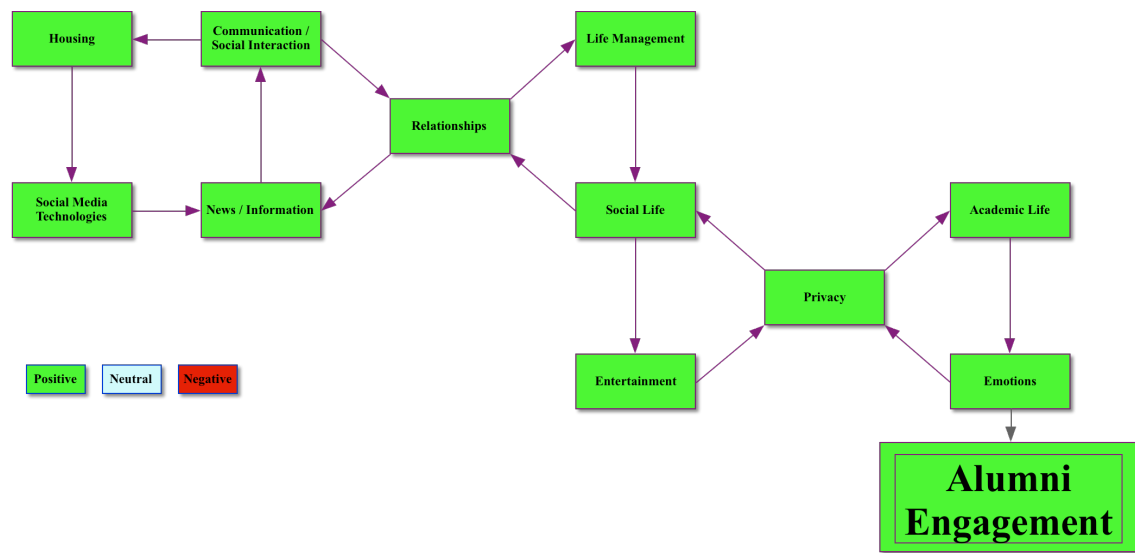 Housing
Communication /
Social Interaction
Life Management
Relationships
Social Media
Technologies
News / Information
Social Life
Academic Life
Privacy
Positive
Neutral
Negative
Entertainment
Emotions
Alumni
Engagement